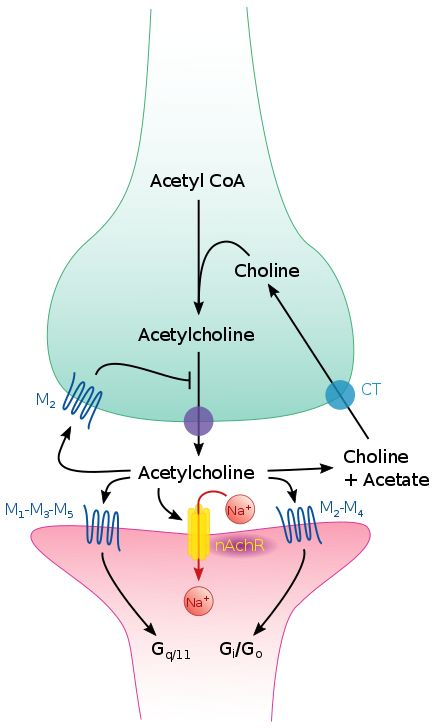 Acetyl CoA
Choline
Acetylcholine
CT
M₂
Acetylcholine
Choline
+ Acetate
M₁-M₃-M₅
Na⁺
M₂-M₄
nAchR
Na⁺
Gq/11
Gᵢ/Gₒ